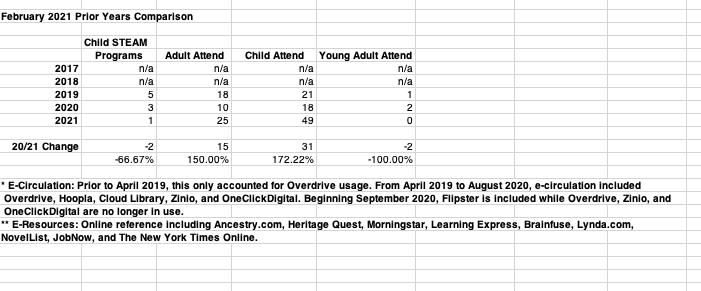 February 2021 Prior Years Comparison
Child STEAM
Programs Adult Attend Child Attend Young Adult Attend
2017 n/a n/a n/a n/a
2018 n/a n/a n/a n/a
2019 5 18 21 1
2020 3 10 18 2
2021 1 25 49 0
20/21 Change -2 15 31 -2
-66.67% 150.00% 172.22% -100.00%
* E-Circulation: Prior to April 2019, this only accounted for Overdrive usage. From April 2019 to August 2020, e-circulation included
Overdrive, Hoopla, Cloud Library, Zinio, and OneClickDigital. Beginning September 2020, Flipster is included while Overdrive, Zinio, and
OneClickDigital are no longer in use.
** E-Resources: Online reference including Ancestry.com, Heritage Quest, Morningstar, Learning Express, Brainfuse, Lynda.com,
NovelList, JobNow, and The New York Times Online.